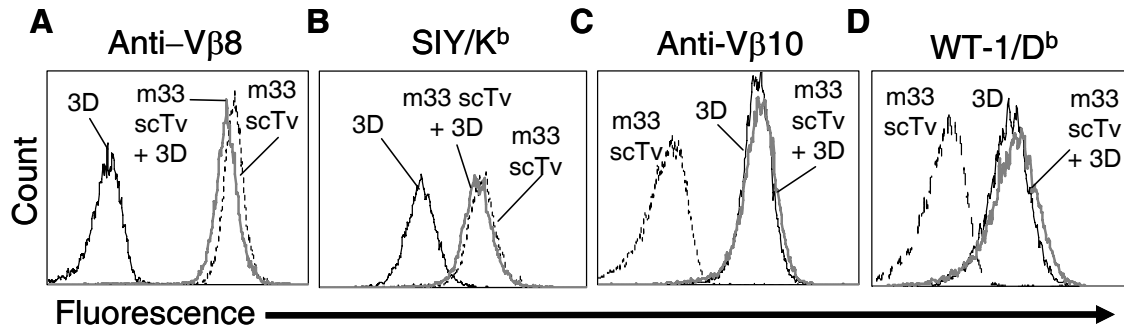 A
Anti–Vβ8
3D
m33
scTv
+ 3D
m33
scTv
B
SIY/Kᵇ
3D
m33 scTv
+ 3D
m33
scTv
C
Anti-Vβ10
m33
scTv
3D
m33
scTv
+ 3D
D
WT-1/Dᵇ
m33
scTv
3D
m33
scTv
+ 3D
Count
Fluorescence